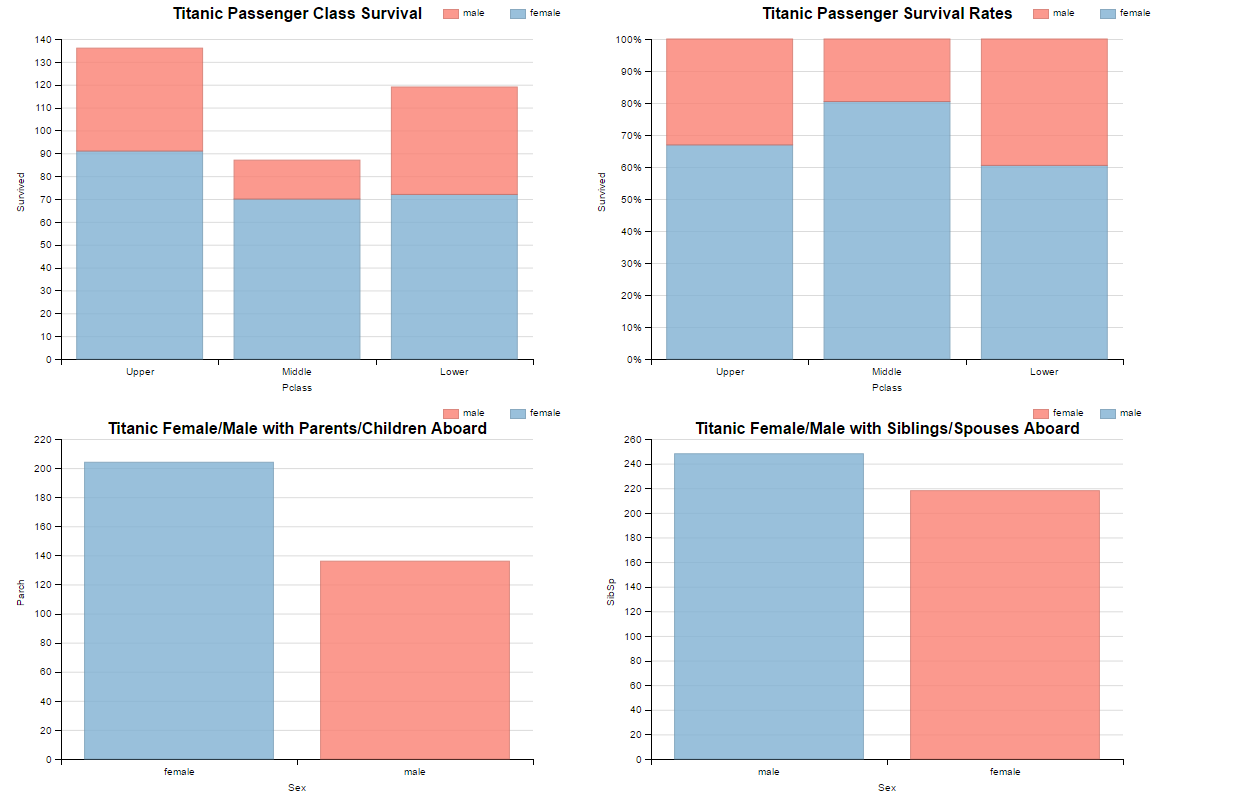 Titanic Passenger Class Survival
male female
140
130
120
110
100
90
80
70
60
50
40
30
20
10
0
Survived
Upper Middle Lower
Pclass
Titanic Passenger Survival Rates
male female
100%
90%
80%
70%
60%
50%
40%
30%
20%
10%
0%
Survived
Upper Middle Lower
Pclass
male female
Titanic Female/Male with Parents/Children Aboard
220
200
180
160
140
120
100
80
60
40
20
0
Parch
female male
Sex
female male
Titanic Female/Male with Siblings/Spouses Aboard
260
240
220
200
180
160
140
120
100
80
60
40
20
0
SibSp
male female
Sex